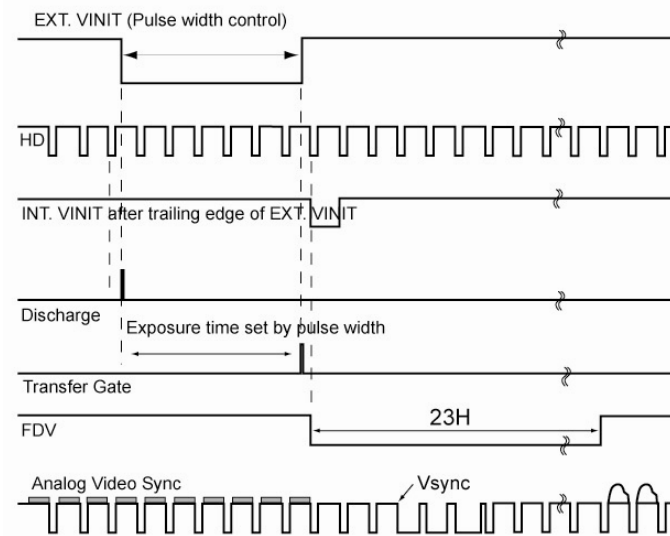 EXT. VINIT (Pulse width control)
HD
INT. VINIT after trailing edge of EXT. VINIT
Discharge
Exposure time set by pulse width
Transfer Gate
FDV
23H
Analog Video Sync
Vsync